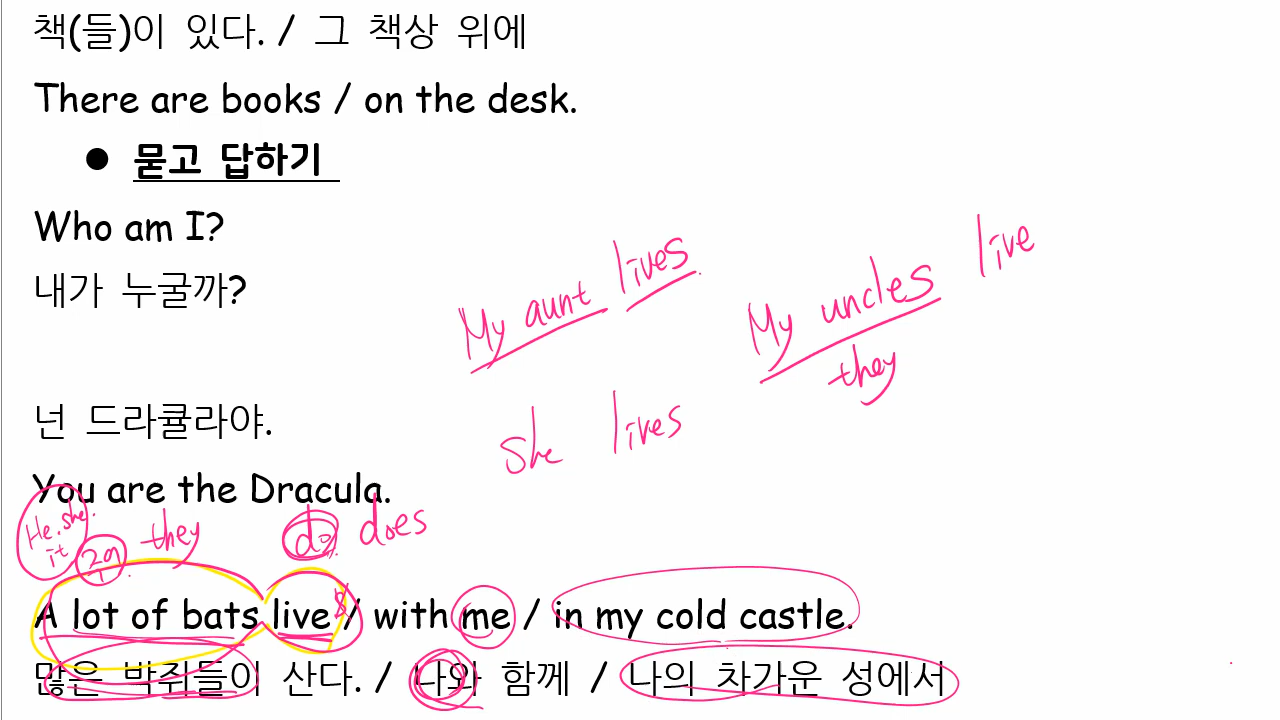 책(들)이 있다. / 그 책상 위에
There are books / on the desk.
● 묻고 답하기
Who am I?
내가 누굴까?
My aunt lives
My uncles live
they
she lives
넌 드라큘라야.
You are the Dracula.
He. she.
it
they
do does
A lot of bats lives / with me / in my cold castle.
많은 박쥐들이 산다. / 나와 함께 / 나의 차가운 성에서